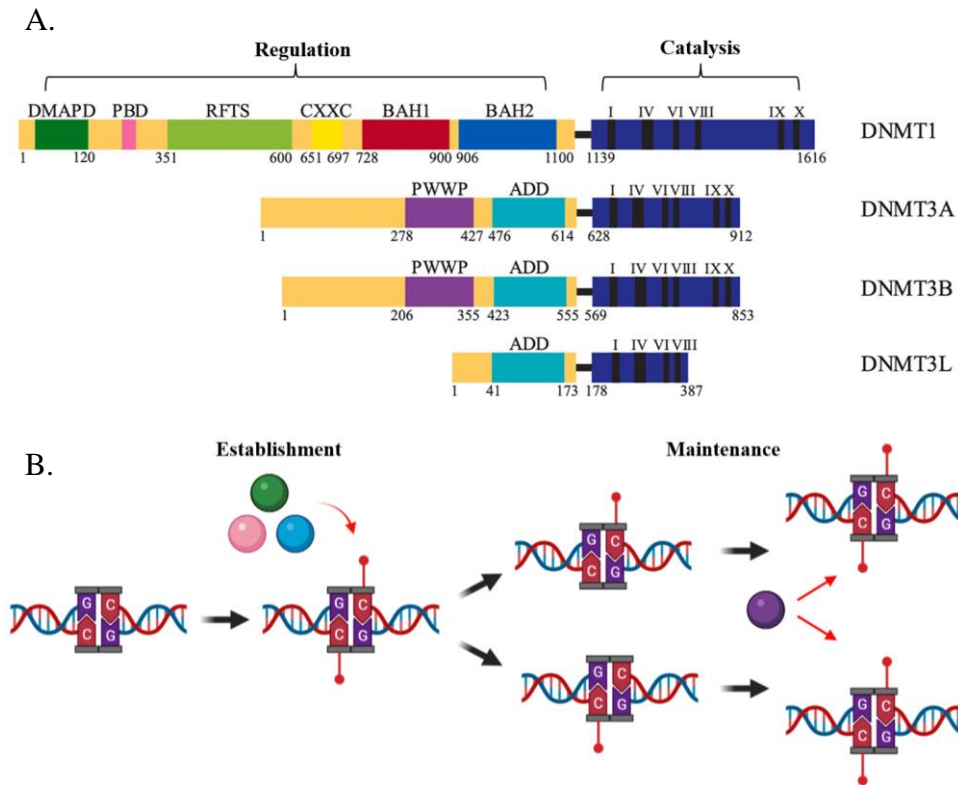 A.
Regulation Catalysis
DMAPD PBD RFTS CXXC BAH1 BAH2 I IV VI VIII IX X
DNMT1
1 120 351 600 651 697 728 900 906 1100 1139 1616
PWWP ADD I IV VI VIII IX X
DNMT3A
1 278 427 476 614 628 912
PWWP ADD I IV VI VIII IX X
DNMT3B
1 206 355 423 555 569 853
ADD I IV VI VIII
DNMT3L
1 41 173 178 387
B.
Establishment Maintenance
G C G C
C G C G
G C G C
C G C G
G C G C
C G C G